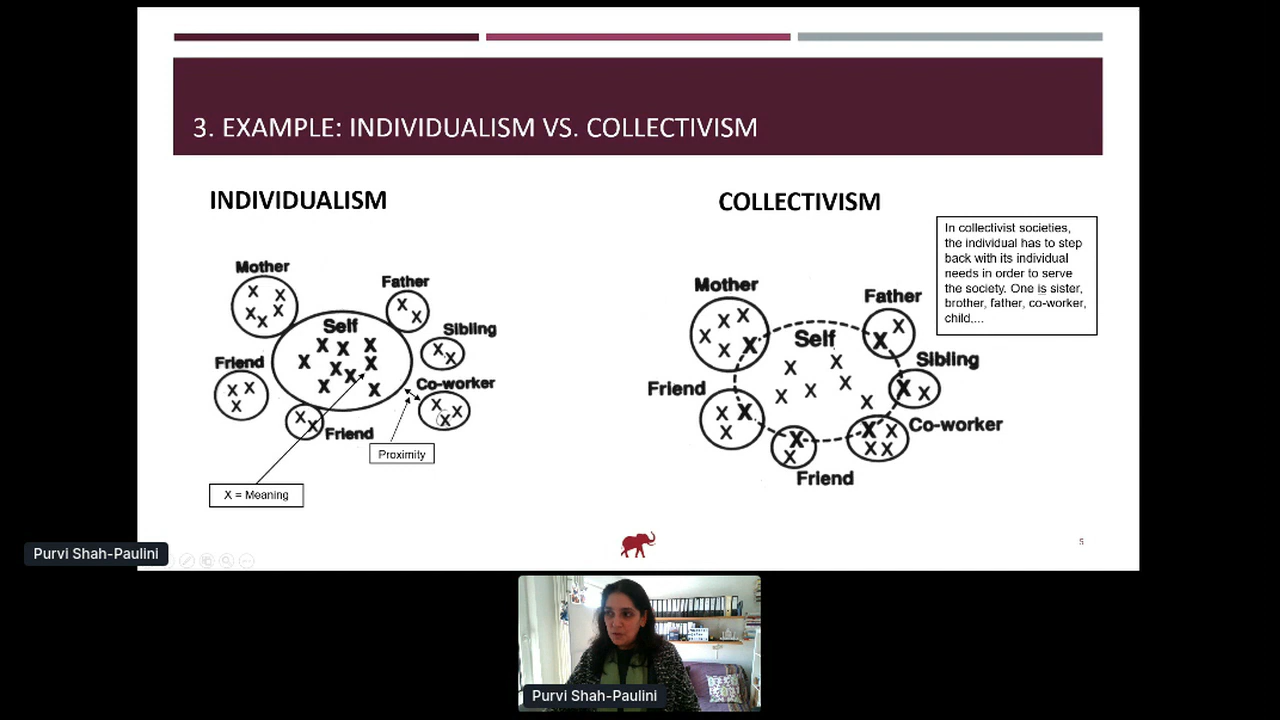 3. EXAMPLE: INDIVIDUALISM VS. COLLECTIVISM
INDIVIDUALISM
Mother
Father
Self
Sibling
Friend
Co-worker
Friend
Proximity
X = Meaning
COLLECTIVISM
In collectivist societies,
the individual has to step
back with its individual
needs in order to serve
the society. One is sister,
brother, father, co-worker,
child,...
Mother
Father
Self
Sibling
Friend
Co-worker
Friend
5
Purvi Shah-Paulini
Purvi Shah-Paulini